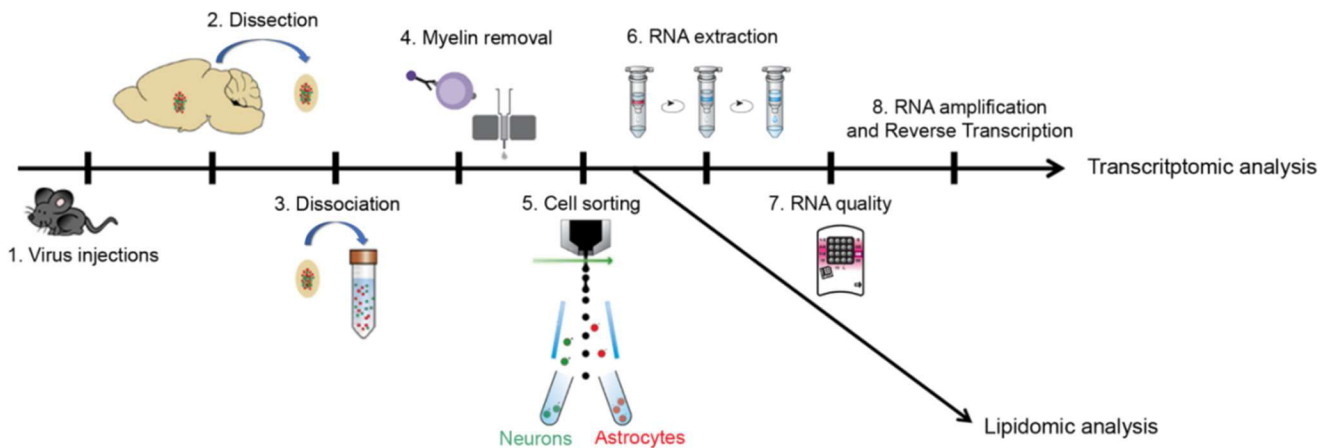 2. Dissection
4. Myelin removal
6. RNA extraction
8. RNA amplification
and Reverse Transcription
Transcritptomic analysis
1. Virus injections
3. Dissociation
5. Cell sorting
7. RNA quality
Neurons
Astrocytes
Lipidomic analysis